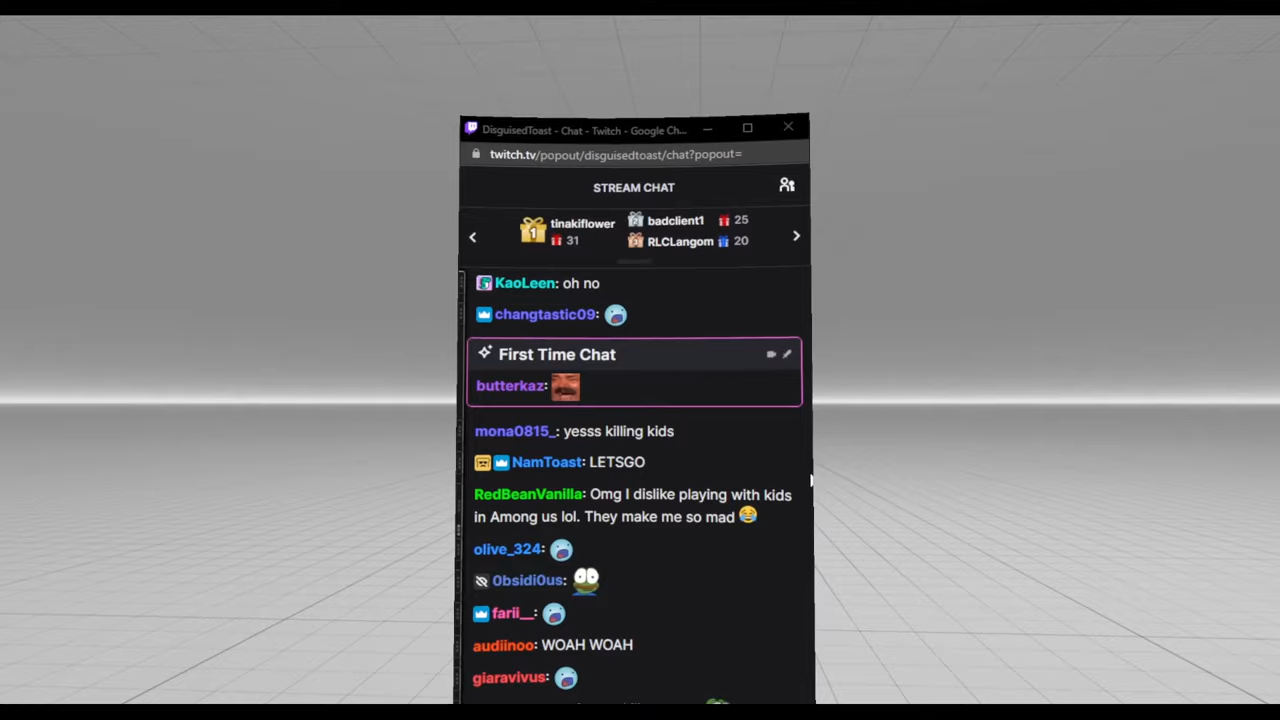 DisguisedToast - Chat - Twitch - Google Ch...
twitch.tv/popout/disguisedtoast/chat?popout=
STREAM CHAT
1 tinakiflower 31
badclient1 25
RLCLangom 20
KaoLeen: oh no
changtastic09:
First Time Chat
butterkaz:
mona0815_: yesss killing kids
NamToast: LETSGO
RedBeanVanilla: Omg I dislike playing with kids
in Among us lol. They make me so mad 😂
olive_324:
0bsidi0us:
farii__:
audiinoo: WOAH WOAH
giaravivus: